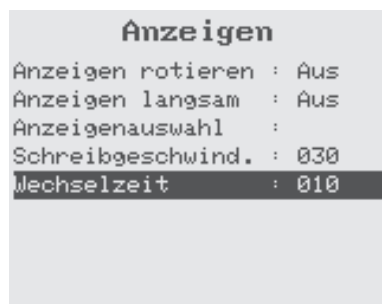 Anzeigen
Anzeigen rotieren : Aus
Anzeigen langsam : Aus
Anzeigenauswahl :
Schreibgeschwind. : 030
Wechselzeit : 010